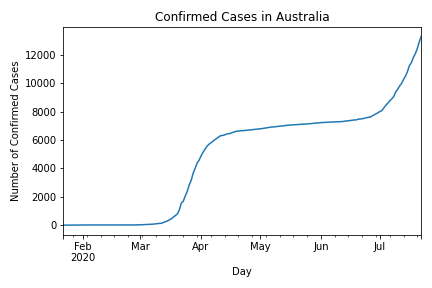 Confirmed Cases in Australia
Number of Confirmed Cases
12000
10000
8000
6000
4000
2000
0
Feb
2020
Mar
Apr
May
Jun
Jul
Day